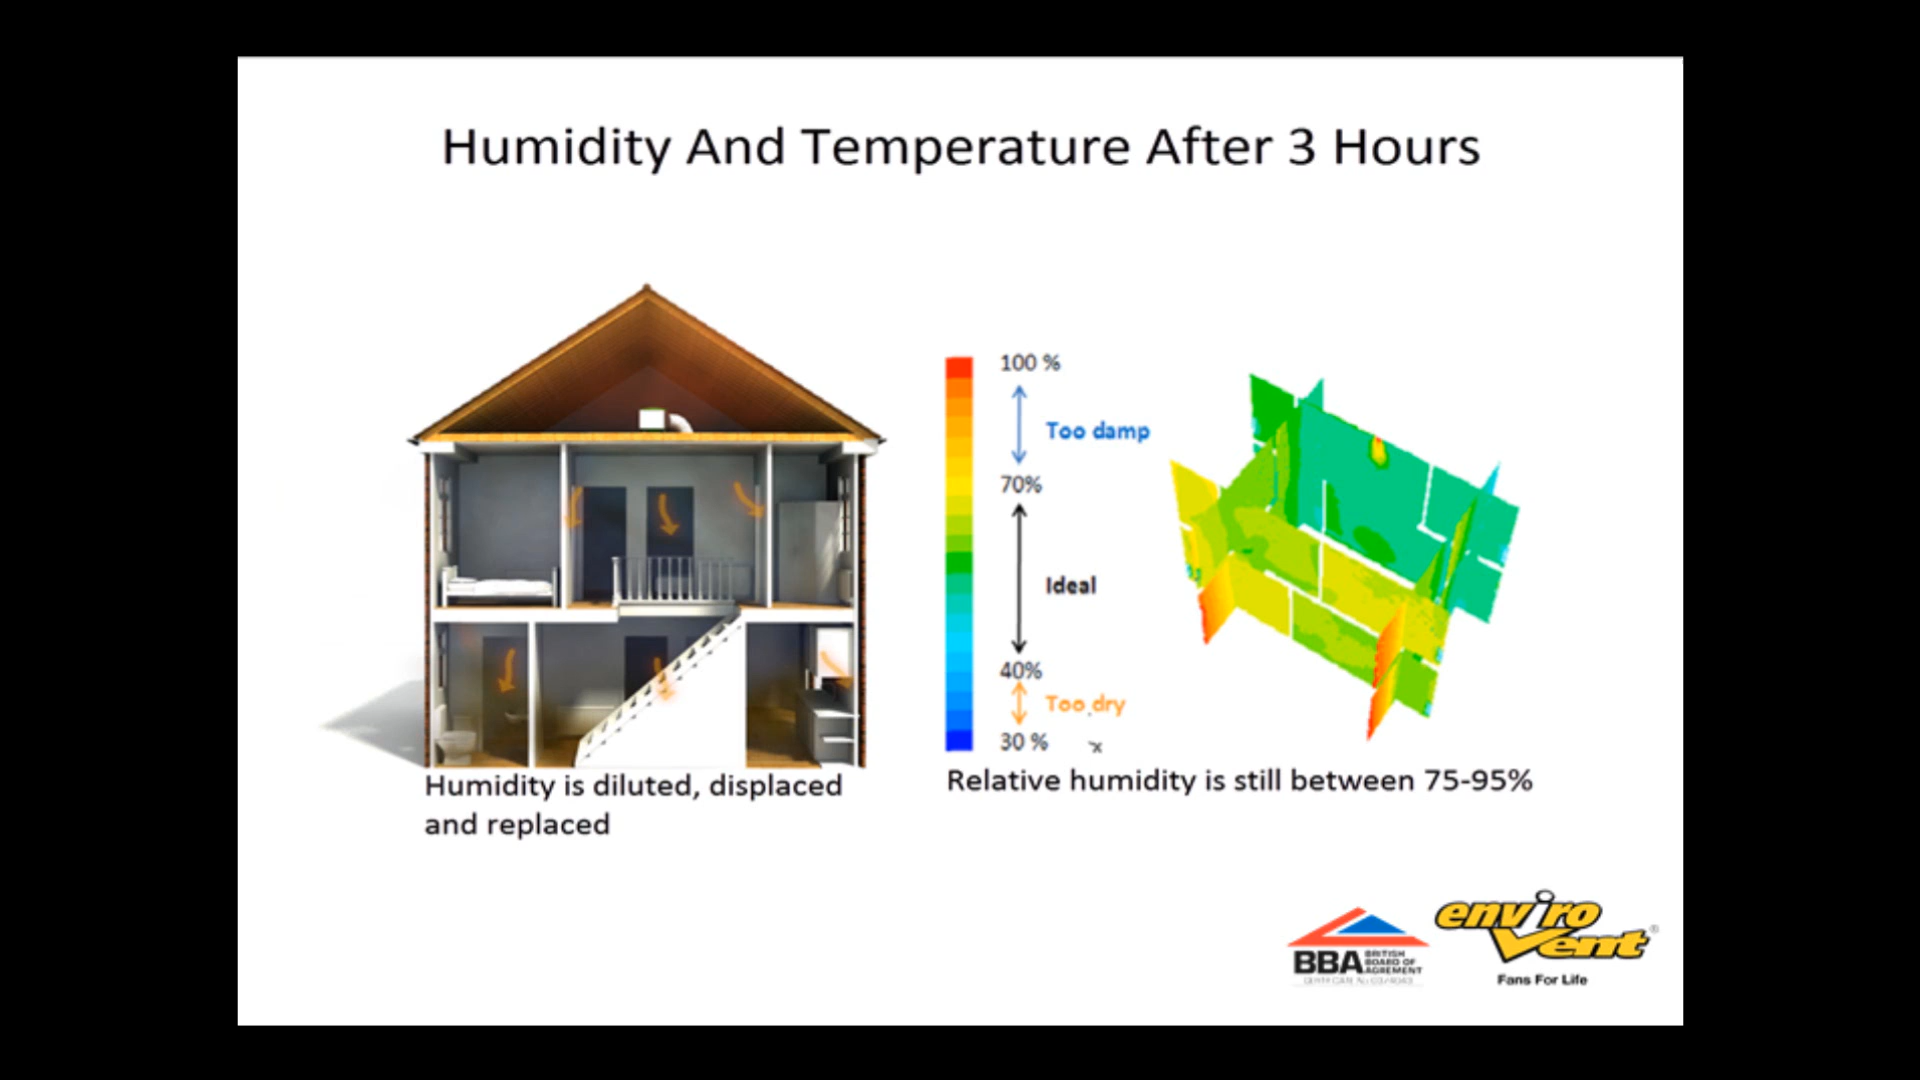 Humidity And Temperature After 3 Hours
100 %
Too damp
70%
Ideal
40%
Too dry
30 %
Humidity is diluted, displaced
and replaced
Relative humidity is still between 75-95%
BBA
BRITISH
BOARD OF
AGREMENT
enviro
Vent®
Fans For Life